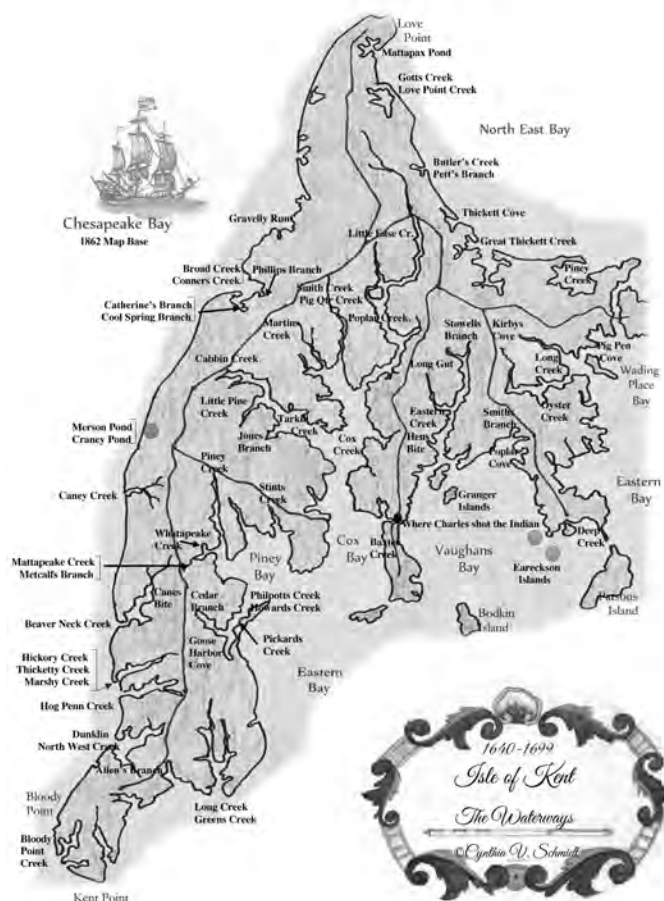 Love
Point
Mattapax Pond
Gotts Creek
Love Point Creek
North East Bay
Butler's Creek
Pett's Branch
Chesapeake Bay
1862 Map Base
Gravelly Run
Thickett Cove
Little Ease Cr.
Great Thickett Creek
Broad Creek
Conners Creek
Phillips Branch
Piney
Creek
Smith Creek
Pig Qtr Creek
Catherine's Branch
Cool Spring Branch
Martins
Creek
Poplar Creek
Stowells
Branch
Kirbys
Cove
Pig Pen
Cove
Cabbin Creek
Long Gut
Long
Creek
Wading
Place
Bay
Little Pine
Creek
Tarkill
Creek
Eastern
Creek
Hens
Bite
Smiths
Branch
Oyster
Creek
Merson Pond
Craney Pond
Jones
Branch
Cox
Creek
Poplar
Cove
Piney
Creek
Eastern
Bay
Caney Creek
Stints
Creek
Granger
Islands
Where Charles shot the Indian
Whatapeake
Creek
Cox
Bay
Baxter
Creek
Vaughans
Bay
Deep
Creek
Piney
Bay
Eareckson
Islands
Mattapeake Creek
Metcalfs Branch
Canes
Bite
Cedar
Branch
Philpotts Creek
Howards Creek
Parsons
Island
Beaver Neck Creek
Bodkin
Island
Pickards
Creek
Goose
Harbor
Cove
Hickory Creek
Thicketty Creek
Marshy Creek
Eastern
Bay
Hog Penn Creek
Dunklin
North West Creek
Allen's Branch
Bloody
Point
Long Creek
Greens Creek
Bloody
Point
Creek
Kent Point
1640-1699
Isle of Kent
The Waterways
©Cynthia V. Schmidt